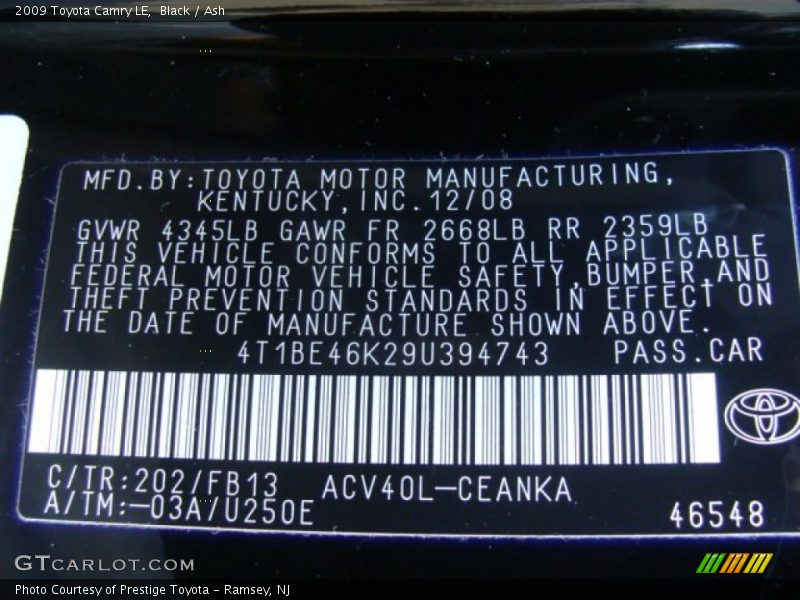 2009 Toyota Camry LE, Black / Ash
MFD.BY:TOYOTA MOTOR MANUFACTURING,
KENTUCKY,INC.12/08
GVWR 4345LB GAWR FR 2668LB RR 2359LB
THIS VEHICLE CONFORMS TO ALL APPLICABLE
FEDERAL MOTOR VEHICLE SAFETY,BUMPER,AND
THEFT PREVENTION STANDARDS IN EFFECT ON
THE DATE OF MANUFACTURE SHOWN ABOVE.
4T1BE46K29U394743 PASS.CAR
C/TR:202/FB13 ACV40L-CEANKA
A/TM:-03A/U250E
46548
GTCARLOT.COM
Photo Courtesy of Prestige Toyota - Ramsey, NJ